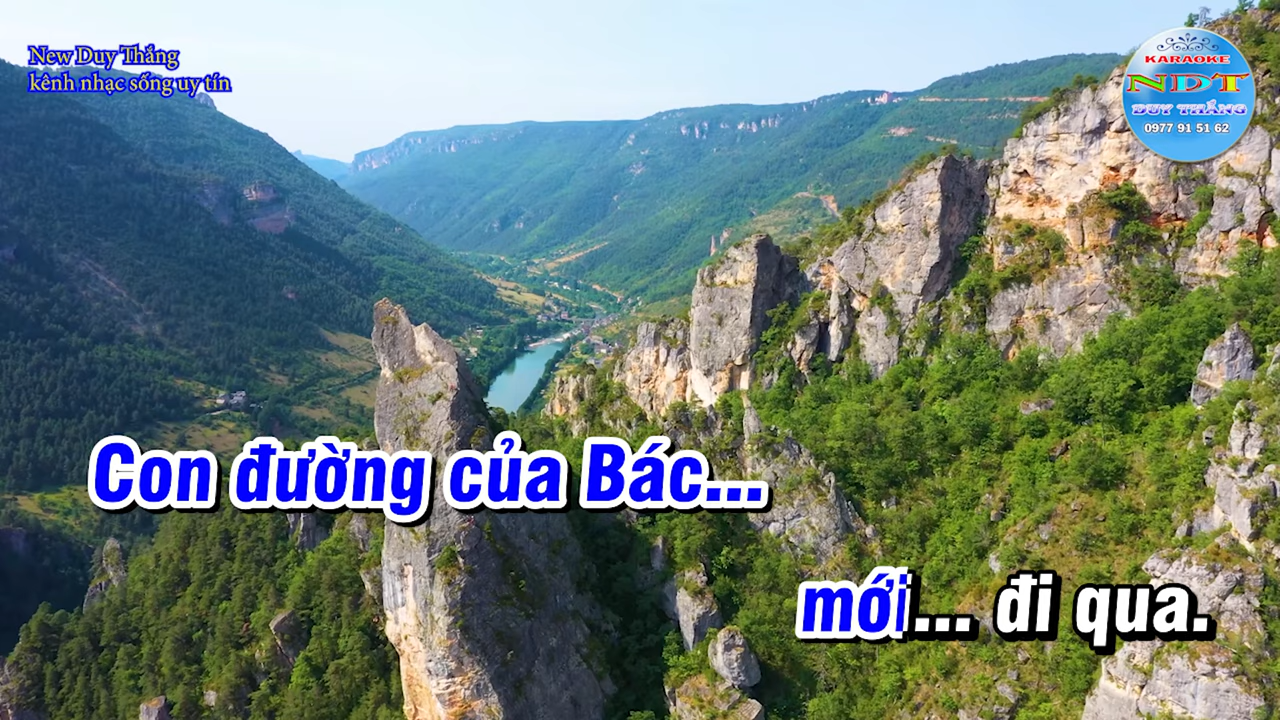 New Duy Thắng
kênh nhạc sống uy tín
KARAOKE
NDT
DUY THẮNG
0977 91 51 62
Con đường của Bác...
mới... đi qua.